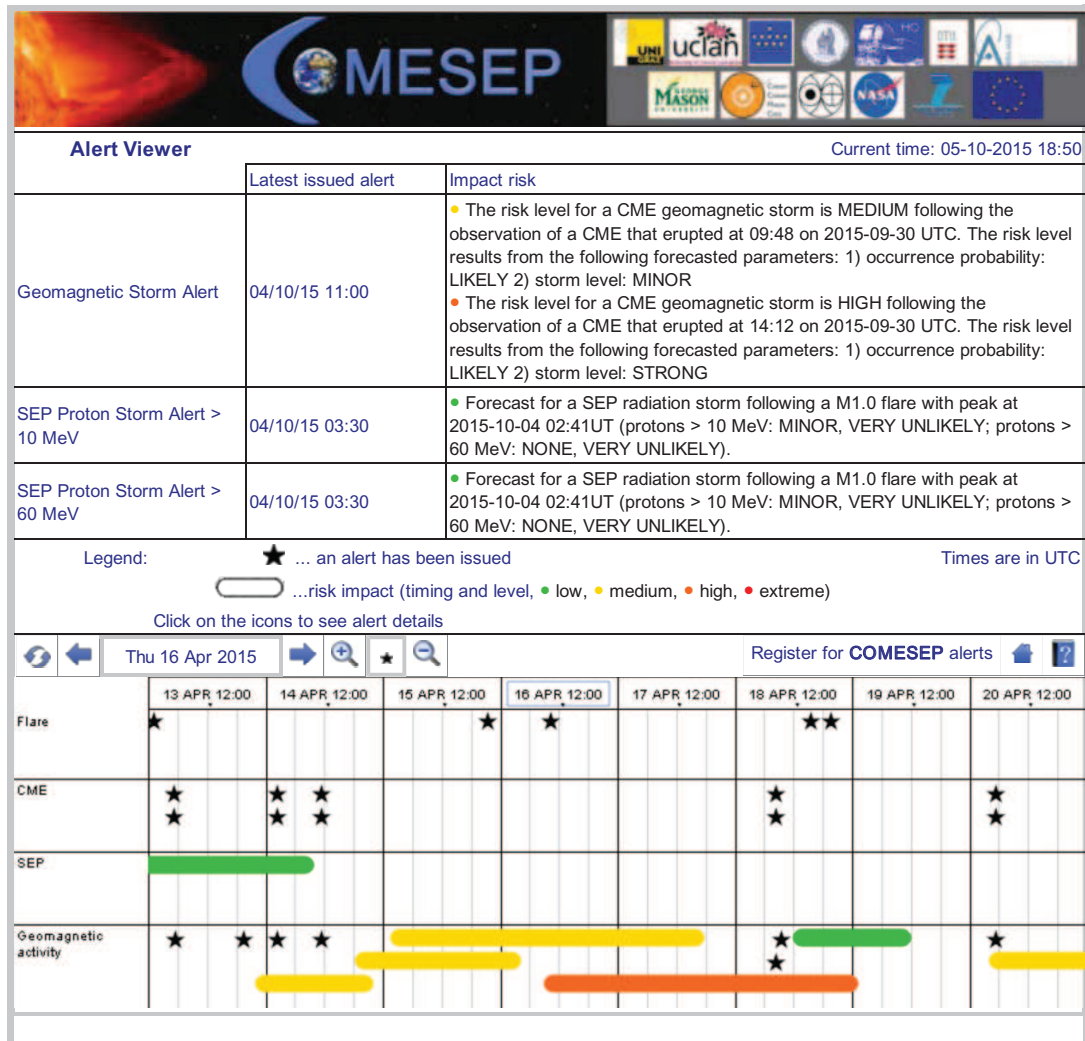 COMESEP
UNI GRAZ
uclan
HC
DTU
GEORGE MASON UNIVERSITY
NASA
Alert Viewer
Current time: 05-10-2015 18:50
Latest issued alert
Impact risk
Geomagnetic Storm Alert
04/10/15 11:00
• The risk level for a CME geomagnetic storm is MEDIUM following the
observation of a CME that erupted at 09:48 on 2015-09-30 UTC. The risk level
results from the following forecasted parameters: 1) occurrence probability:
LIKELY 2) storm level: MINOR
• The risk level for a CME geomagnetic storm is HIGH following the
observation of a CME that erupted at 14:12 on 2015-09-30 UTC. The risk level
results from the following forecasted parameters: 1) occurrence probability:
LIKELY 2) storm level: STRONG
SEP Proton Storm Alert >
10 MeV
04/10/15 03:30
• Forecast for a SEP radiation storm following a M1.0 flare with peak at
2015-10-04 02:41UT (protons > 10 MeV: MINOR, VERY UNLIKELY; protons >
60 MeV: NONE, VERY UNLIKELY).
SEP Proton Storm Alert >
60 MeV
04/10/15 03:30
• Forecast for a SEP radiation storm following a M1.0 flare with peak at
2015-10-04 02:41UT (protons > 10 MeV: MINOR, VERY UNLIKELY; protons >
60 MeV: NONE, VERY UNLIKELY).
Legend:
★ ... an alert has been issued
Times are in UTC
...risk impact (timing and level, • low, • medium, • high, • extreme)
Click on the icons to see alert details
Thu 16 Apr 2015
Register for COMESEP alerts
?
13 APR 12:00
14 APR 12:00
15 APR 12:00
16 APR 12:00
17 APR 12:00
18 APR 12:00
19 APR 12:00
20 APR 12:00
Flare
CME
SEP
Geomagnetic
activity